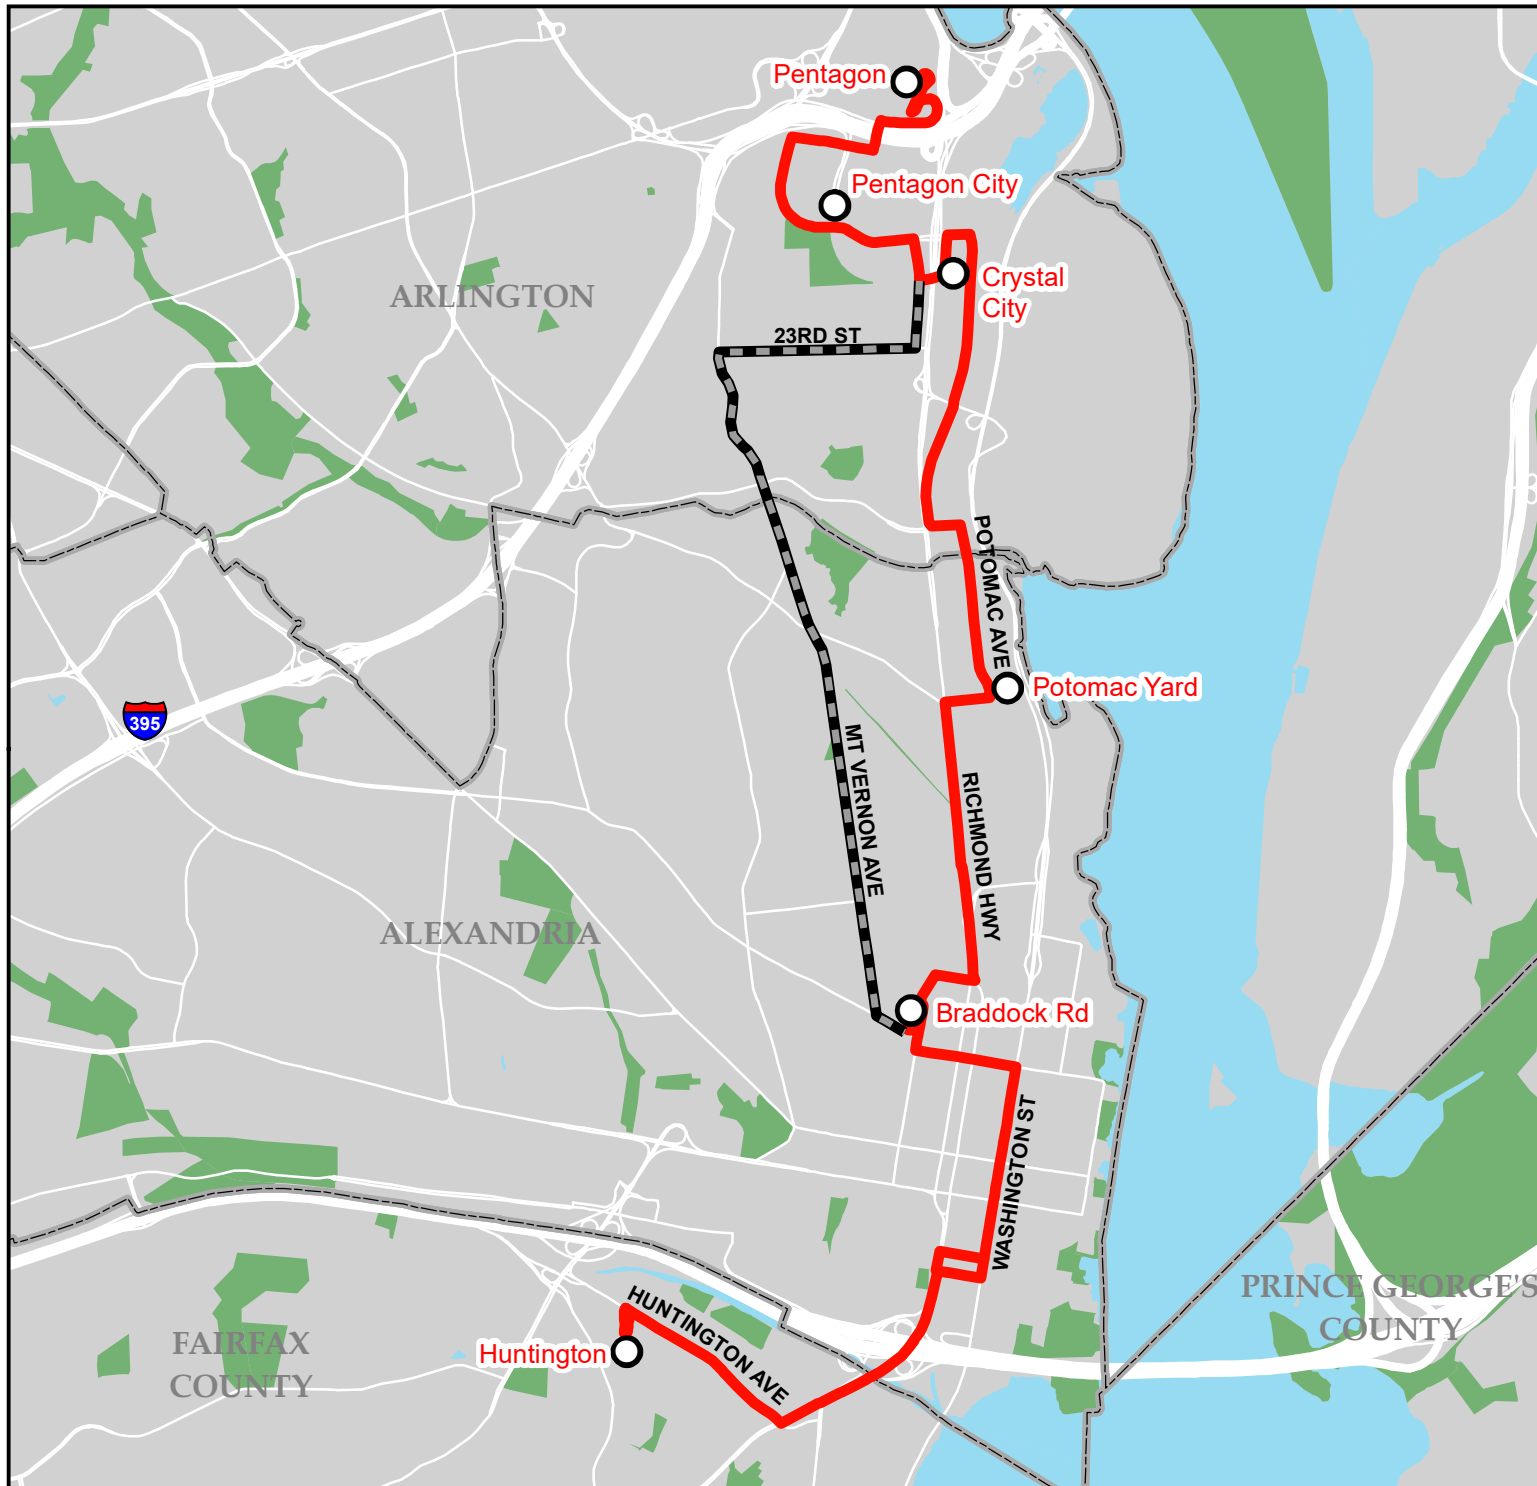 Pentagon
Pentagon City
Crystal
City
ARLINGTON
23RD ST
POTOMAC AVE
Potomac Yard
395
MT VERNON AVE
RICHMOND HWY
ALEXANDRIA
Braddock Rd
WASHINGTON ST
PRINCE GEORGE'S
COUNTY
HUNTINGTON AVE
FAIRFAX
COUNTY
Huntington